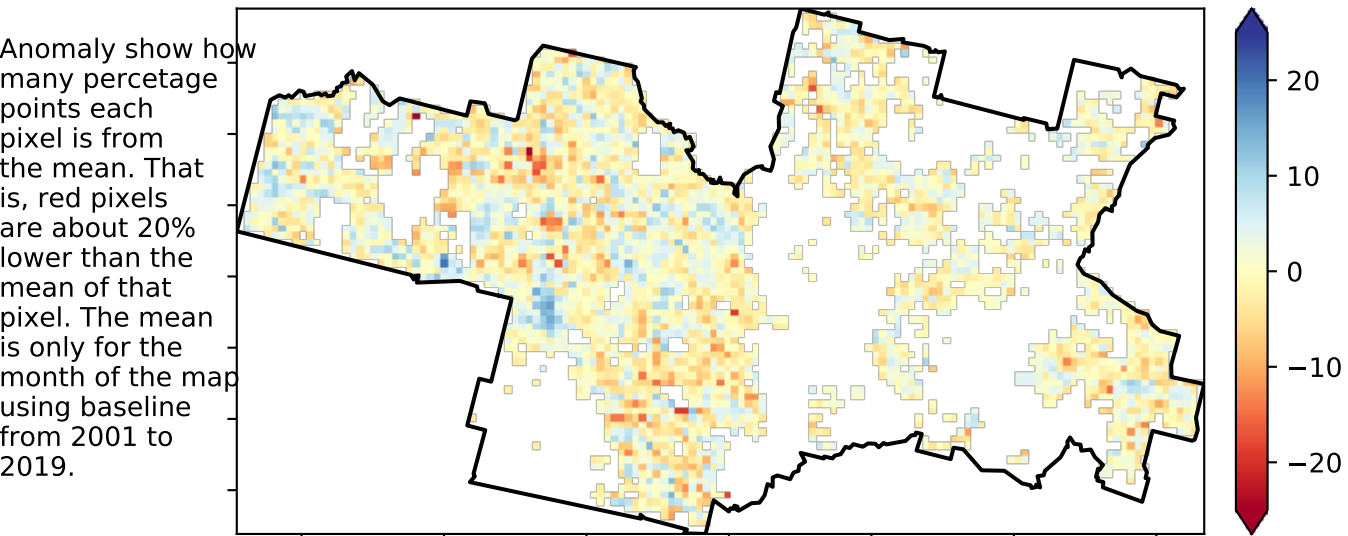 Anomaly show how
many percetage
points each
pixel is from
the mean. That
is, red pixels
are about 20%
lower than the
mean of that
pixel. The mean
is only for the
month of the map
using baseline
from 2001 to
2019.
20
10
0
−10
−20